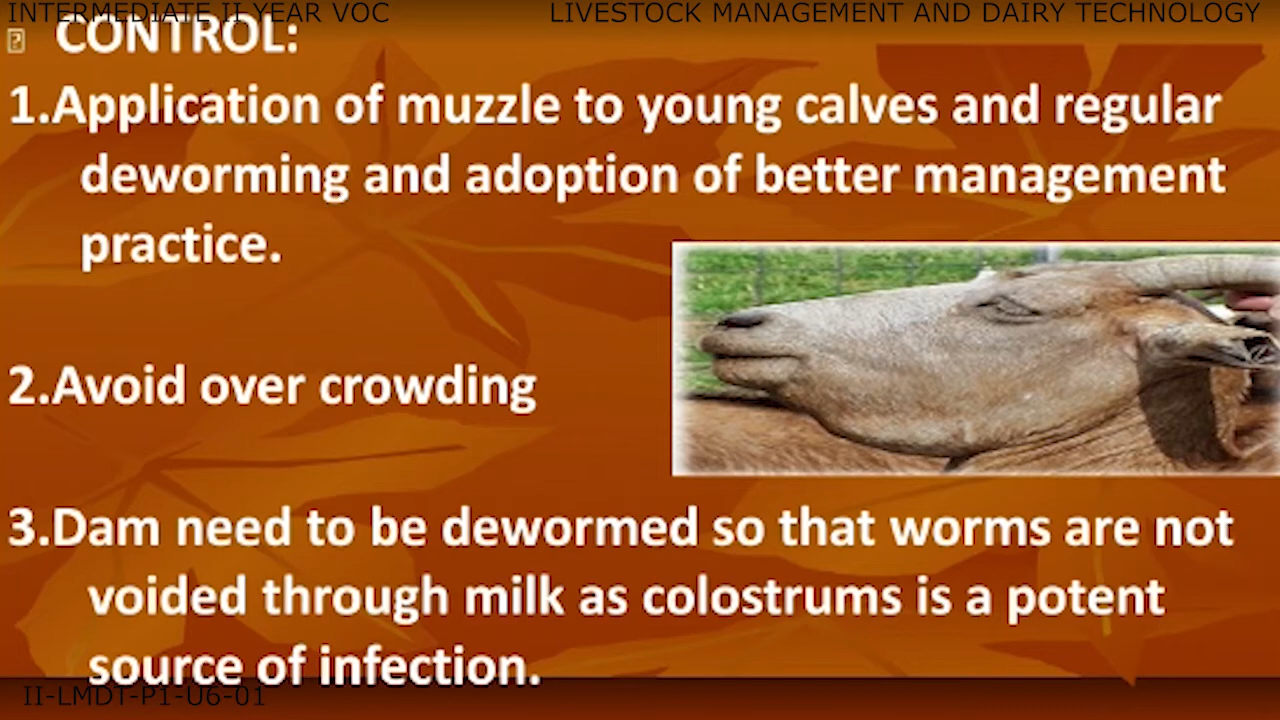 INTERMEDIATE II YEAR VOC LIVESTOCK MANAGEMENT AND DAIRY TECHNOLOGY
CONTROL:
1.Application of muzzle to young calves and regular
deworming and adoption of better management
practice.
2.Avoid over crowding
3.Dam need to be dewormed so that worms are not
voided through milk as colostrums is a potent
source of infection.
II-LMDT-P1-U6-01